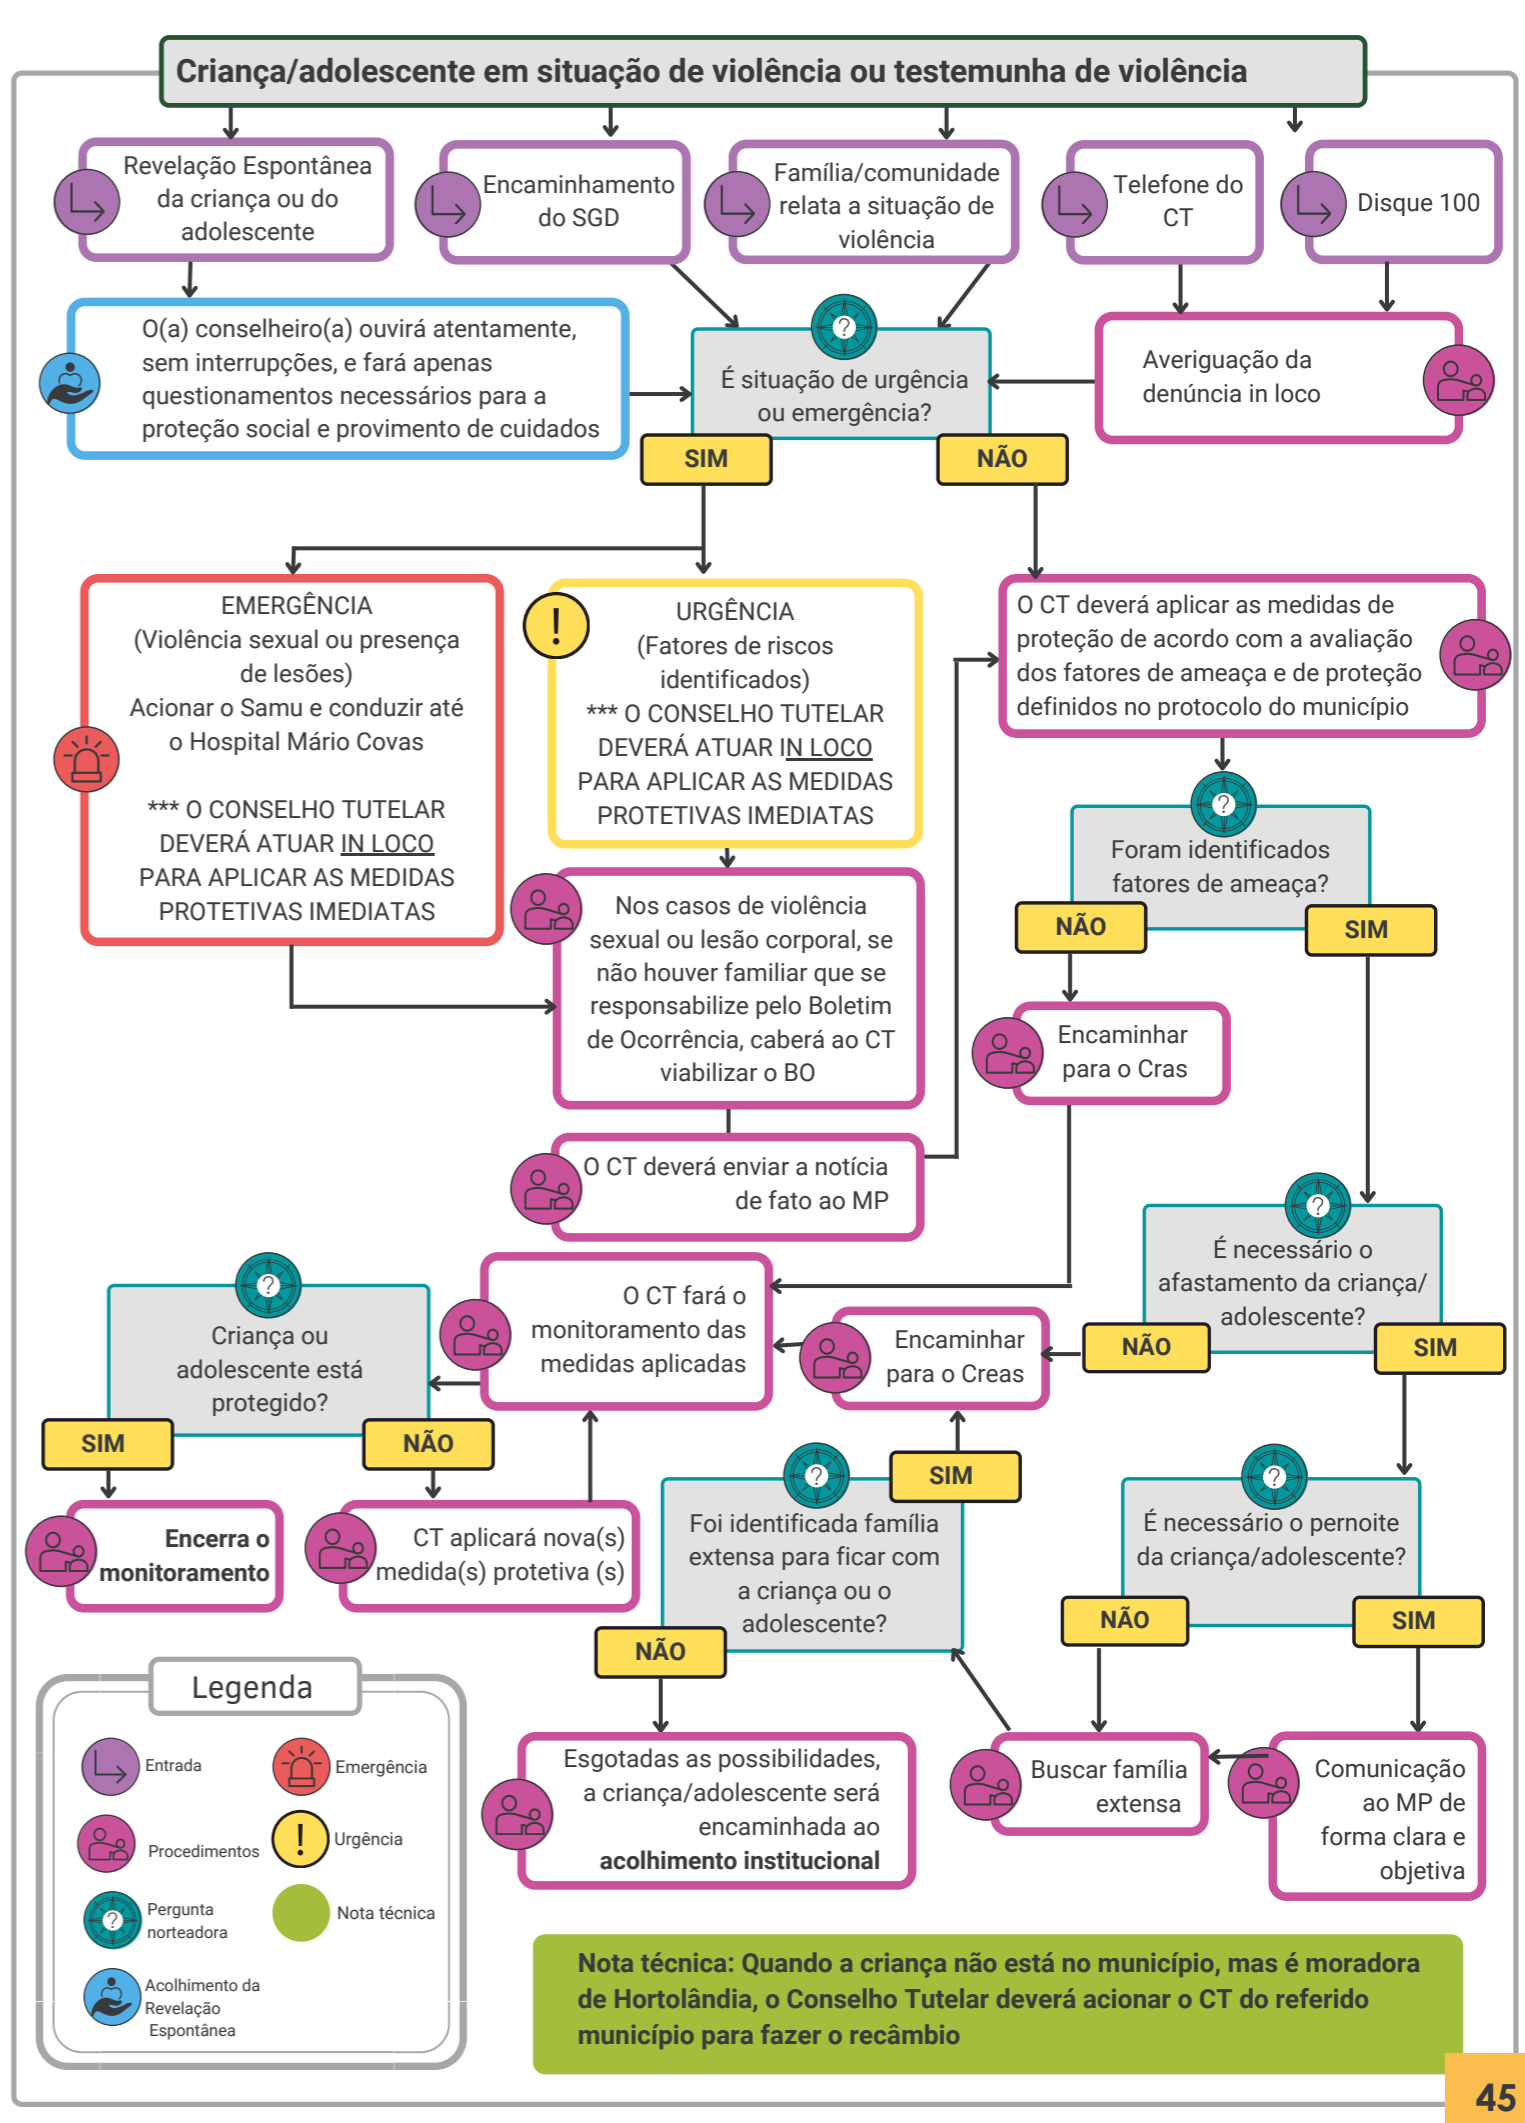 Criança/adolescente em situação de violência ou testemunha de violência
Revelação Espontânea
da criança ou do
adolescente
Encaminhamento
do SGD
Família/comunidade
relata a situação de
violência
Telefone do
CT
Disque 100
O(a) conselheiro(a) ouvirá atentamente,
sem interrupções, e fará apenas
questionamentos necessários para a
proteção social e provimento de cuidados
?
É situação de urgência
ou emergência?
Averiguação da
denúncia in loco
SIM
NÃO
EMERGÊNCIA
(Violência sexual ou presença
de lesões)
Acionar o Samu e conduzir até
o Hospital Mário Covas
*** O CONSELHO TUTELAR
DEVERÁ ATUAR IN LOCO
PARA APLICAR AS MEDIDAS
PROTETIVAS IMEDIATAS
!
URGÊNCIA
(Fatores de riscos
identificados)
*** O CONSELHO TUTELAR
DEVERÁ ATUAR IN LOCO
PARA APLICAR AS MEDIDAS
PROTETIVAS IMEDIATAS
O CT deverá aplicar as medidas de
proteção de acordo com a avaliação
dos fatores de ameaça e de proteção
definidos no protocolo do município
?
Foram identificados
fatores de ameaça?
NÃO
SIM
Nos casos de violência
sexual ou lesão corporal, se
não houver familiar que se
responsabilize pelo Boletim
de Ocorrência, caberá ao CT
viabilizar o BO
Encaminhar
para o Cras
O CT deverá enviar a notícia
de fato ao MP
?
É necessário o
afastamento da criança/
adolescente?
NÃO
SIM
?
Criança ou
adolescente está
protegido?
SIM
NÃO
O CT fará o
monitoramento das
medidas aplicadas
Encaminhar
para o Creas
Encerra o
monitoramento
CT aplicará nova(s)
medida(s) protetiva (s)
?
SIM
Foi identificada família
extensa para ficar com
a criança ou o
adolescente?
NÃO
?
É necessário o pernoite
da criança/adolescente?
NÃO
SIM
Esgotadas as possibilidades,
a criança/adolescente será
encaminhada ao
acolhimento institucional
Buscar família
extensa
Comunicação
ao MP de
forma clara e
objetiva
Legenda
Entrada
Emergência
Procedimentos
!
Urgência
?
Pergunta
norteadora
Nota técnica
Acolhimento da
Revelação
Espontânea
Nota técnica: Quando a criança não está no município, mas é moradora
de Hortolândia, o Conselho Tutelar deverá acionar o CT do referido
município para fazer o recâmbio
45